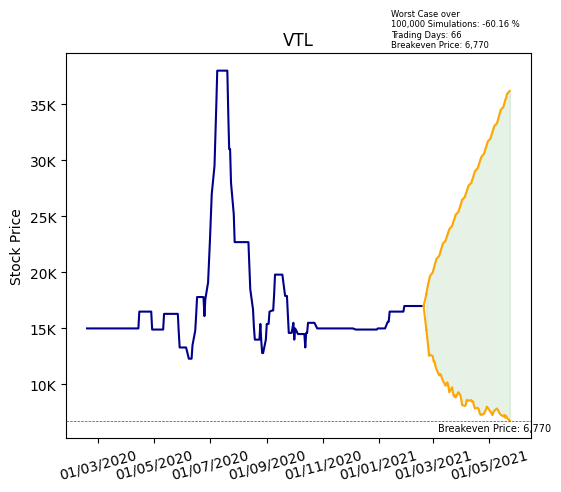 Worst Case over
100,000 Simulations: -60.16 %
Trading Days: 66
Breakeven Price: 6,770
VTL
Stock Price
35K
30K
25K
20K
15K
10K
Breakeven Price: 6,770
01/03/2020
01/05/2020
01/07/2020
01/09/2020
01/11/2020
01/01/2021
01/03/2021
01/05/2021